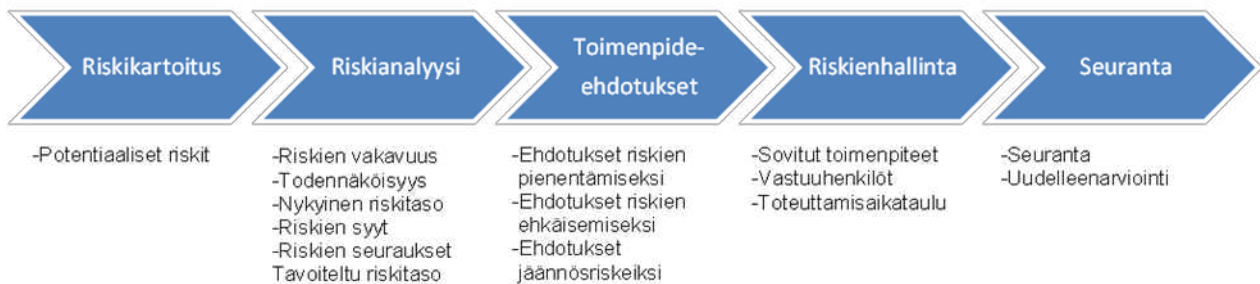 Riskikartoitus
-Potentiaaliset riskit
Riskianalyysi
-Riskien vakavuus
-Todennäköisyys
-Nykyinen riskitaso
-Riskien syyt
-Riskien seuraukset
Tavoiteltu riskitaso
Toimenpide-
ehdotukset
-Ehdotukset riskien
pienentämiseksi
-Ehdotukset riskien
ehkäisemiseksi
-Ehdotukset
jäännösriskeiksi
Riskienhallinta
-Sovitut toimenpiteet
-Vastuuhenkilöt
-Toteuttamisaikataulu
Seuranta
-Seuranta
-Uudelleenarviointi